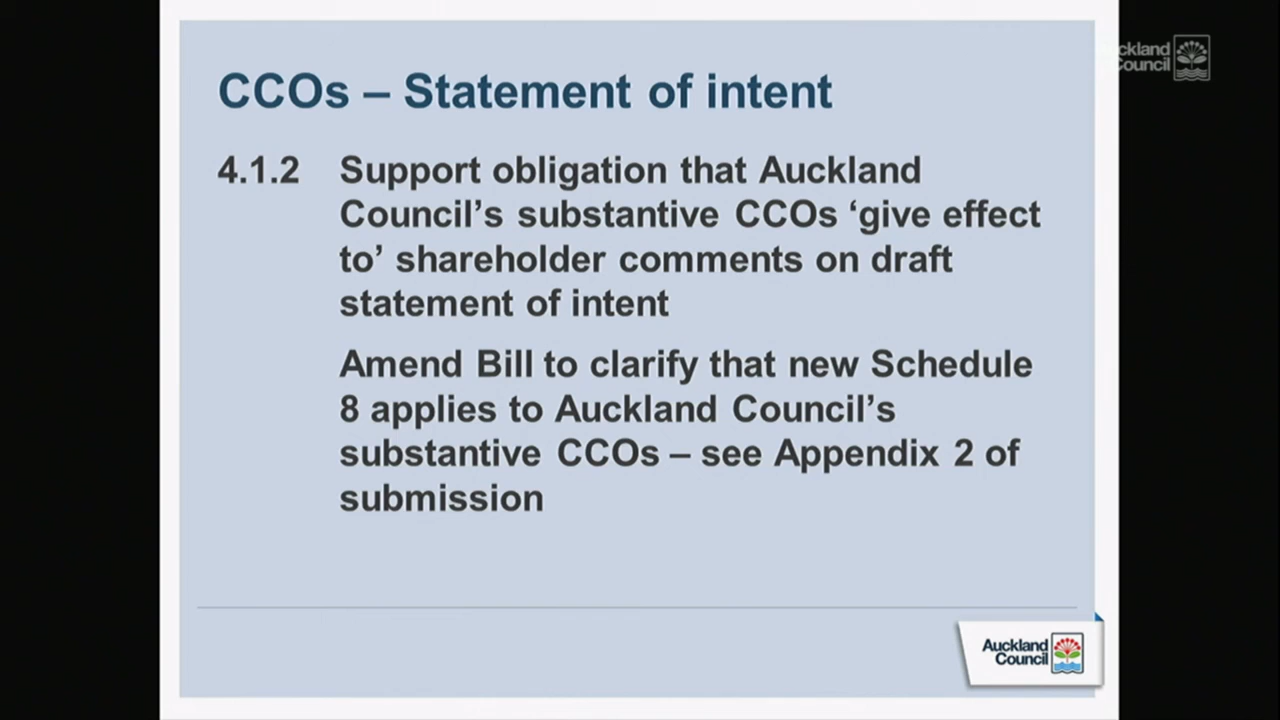 ckland
Council
CCOs – Statement of intent
4.1.2 Support obligation that Auckland
Council’s substantive CCOs ‘give effect
to’ shareholder comments on draft
statement of intent
Amend Bill to clarify that new Schedule
8 applies to Auckland Council’s
substantive CCOs – see Appendix 2 of
submission
Auckland
Council